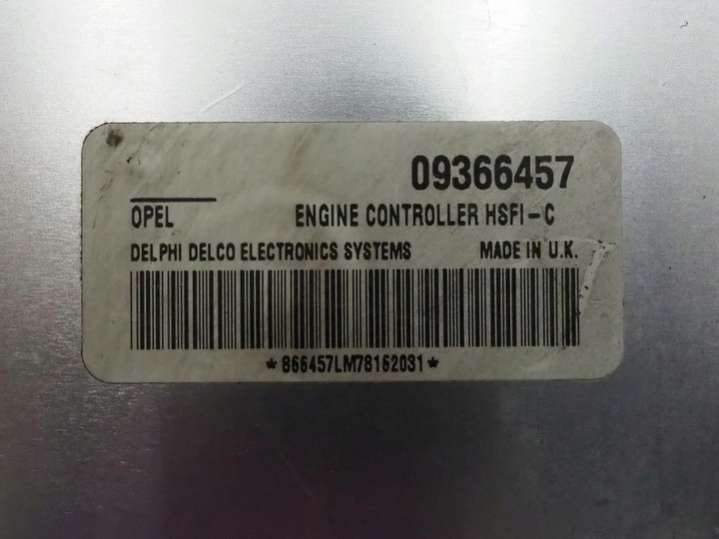 09366457
OPEL ENGINE CONTROLLER HSFI-C
DELPHI DELCO ELECTRONICS SYSTEMS MADE IN U.K.
*866457LM78162031*